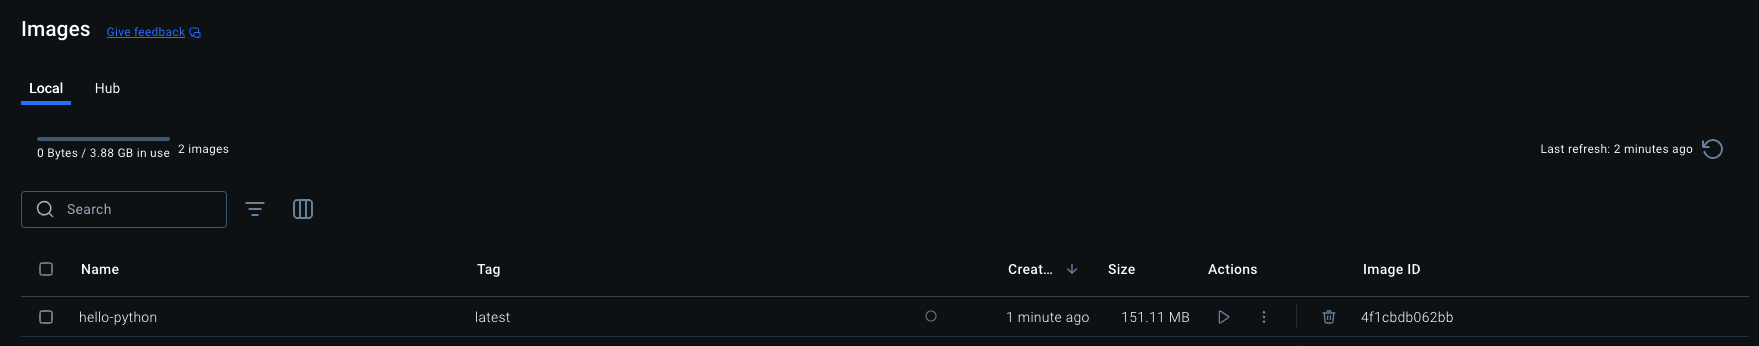 Images Give feedback
Local Hub
0 Bytes / 3.88 GB in use 2 images Last refresh: 2 minutes ago
Search
Name Tag Creat... Size Actions Image ID
hello-python latest 1 minute ago 151.11 MB 4f1cbdb062bb